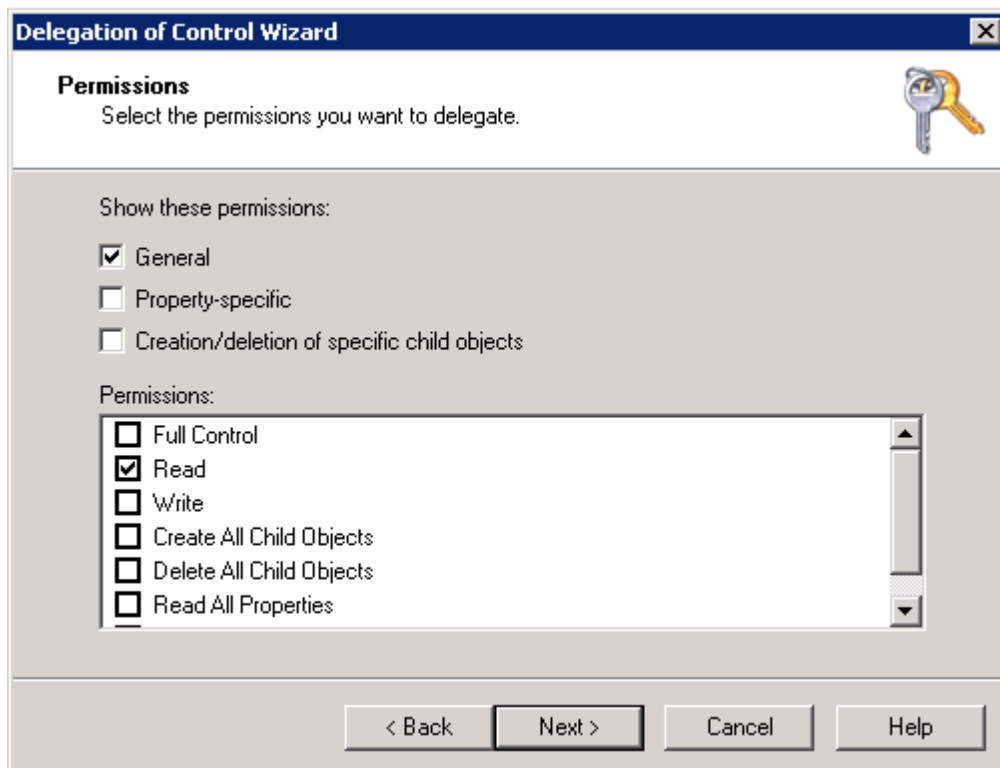 Delegation of Control Wizard
Permissions
Select the permissions you want to delegate.
Show these permissions:
General
Property-specific
Creation/deletion of specific child objects
Permissions:
Full Control
Read
Write
Create All Child Objects
Delete All Child Objects
Read All Properties
< Back Next > Cancel Help